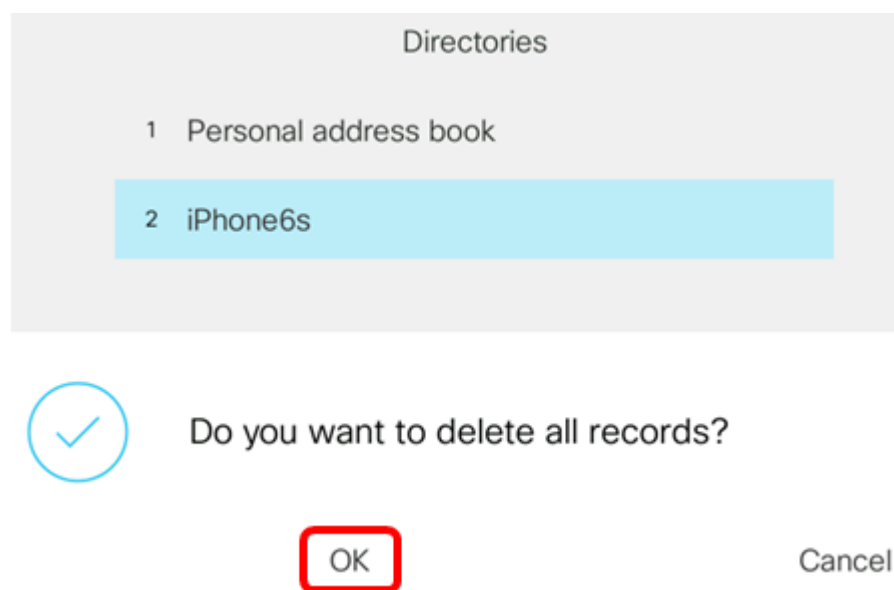 Directories
1 Personal address book
2 iPhone6s
Do you want to delete all records?
OK Cancel